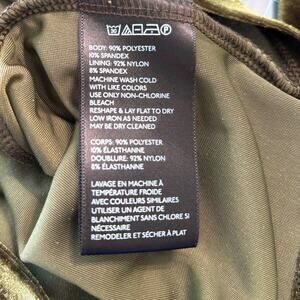 BODY: 90% POLYESTER
10% SPANDEX
LINING: 92% NYLON
8% SPANDEX
MACHINE WASH COLD
WITH LIKE COLORS
USE ONLY NON-CHLORINE
BLEACH
RESHAPE & LAY FLAT TO DRY
LOW IRON AS NEEDED
MAY BE DRY CLEANED
CORPS: 90% POLYESTER
10% ÉLASTHANNE
DOUBLURE: 92% NYLON
8% ÉLASTHANNE
LAVAGE EN MACHINE À
TEMPÉRATURE FROIDE
AVEC COULEURS SIMILAIRES
UTILISER UN AGENT DE
BLANCHIMENT SANS CHLORE SI
NÉCESSAIRE
REMODELER ET SÉCHER À PLAT